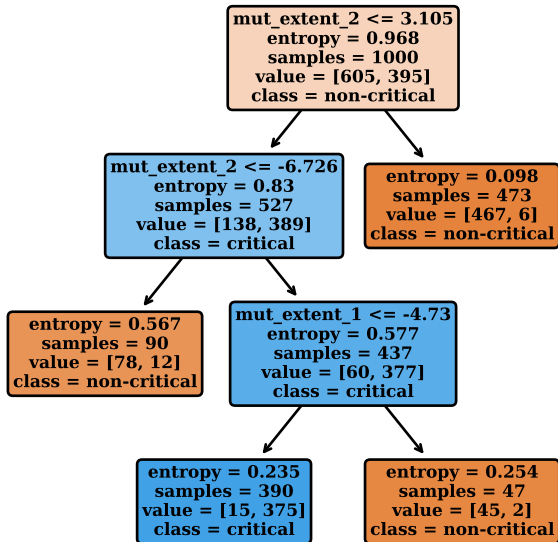 mut_extent_2 <= 3.105
entropy = 0.968
samples = 1000
value = [605, 395]
class = non-critical
mut_extent_2 <= -6.726
entropy = 0.83
samples = 527
value = [138, 389]
class = critical
entropy = 0.098
samples = 473
value = [467, 6]
class = non-critical
entropy = 0.567
samples = 90
value = [78, 12]
class = non-critical
mut_extent_1 <= -4.73
entropy = 0.577
samples = 437
value = [60, 377]
class = critical
entropy = 0.235
samples = 390
value = [15, 375]
class = critical
entropy = 0.254
samples = 47
value = [45, 2]
class = non-critical